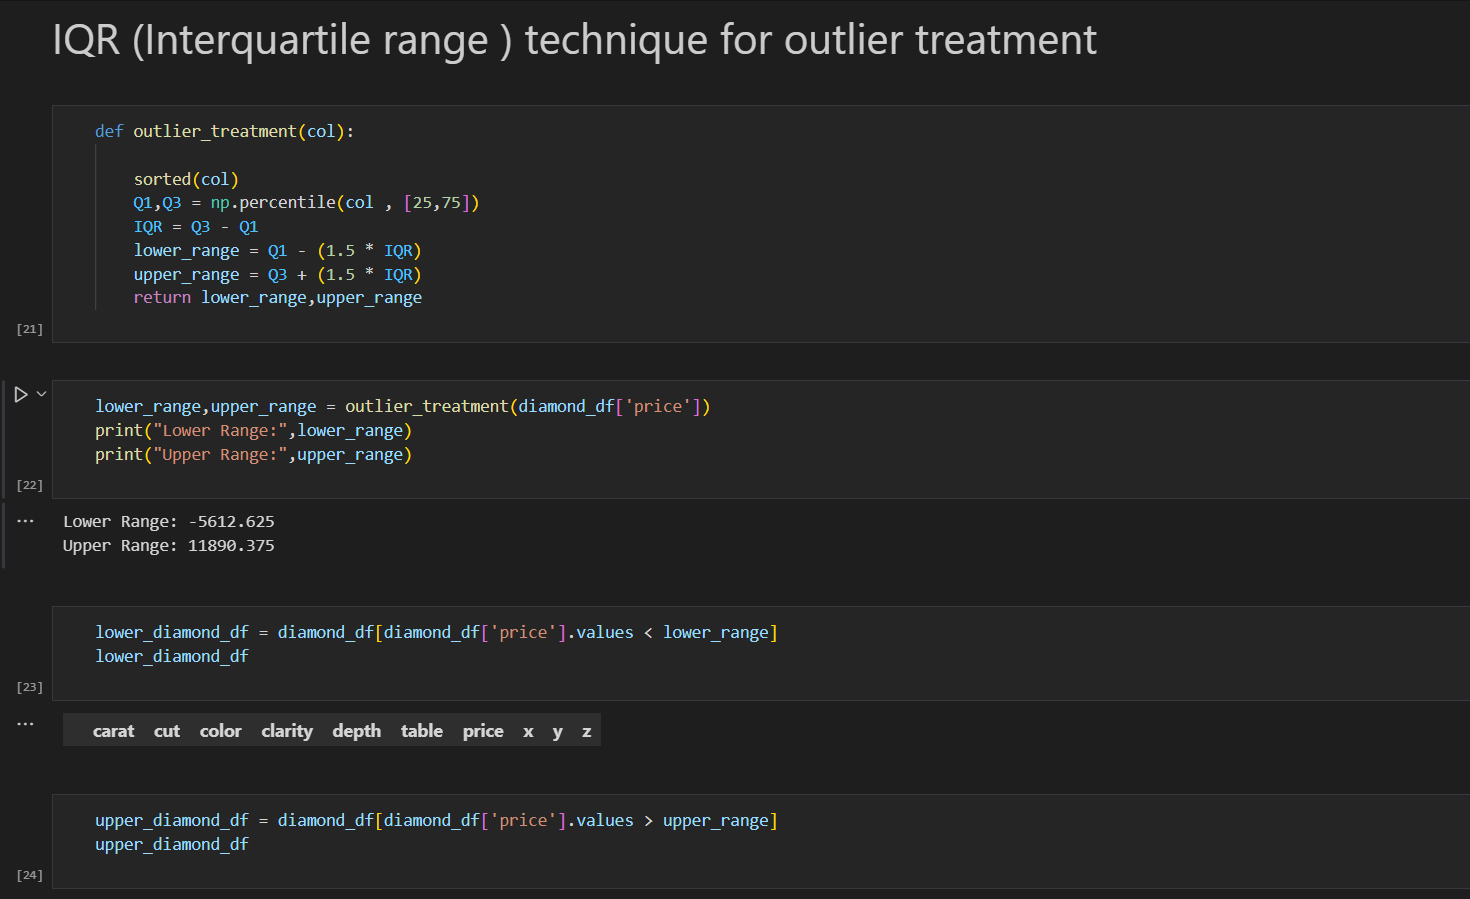 IQR (Interquartile range ) technique for outlier treatment
def outlier_treatment(col):
sorted(col)
Q1,Q3 = np.percentile(col , [25,75])
IQR = Q3 - Q1
lower_range = Q1 - (1.5 * IQR)
upper_range = Q3 + (1.5 * IQR)
return lower_range,upper_range
[21]
lower_range,upper_range = outlier_treatment(diamond_df['price'])
print("Lower Range:",lower_range)
print("Upper Range:",upper_range)
[22]
... Lower Range: -5612.625
Upper Range: 11890.375
lower_diamond_df = diamond_df[diamond_df['price'].values < lower_range]
lower_diamond_df
[23]
... carat cut color clarity depth table price x y z
upper_diamond_df = diamond_df[diamond_df['price'].values > upper_range]
upper_diamond_df
[24]